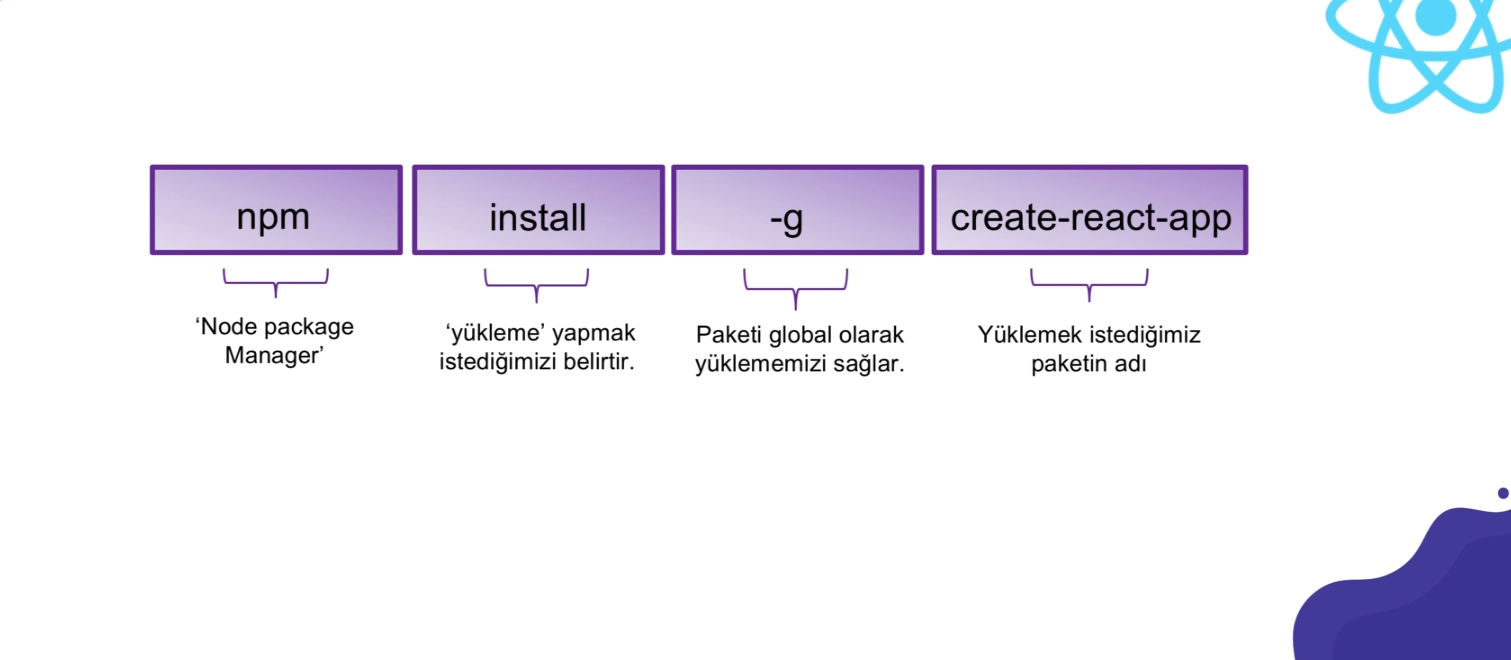 npm
install
-g
create-react-app
‘Node package
Manager’
‘yükleme’ yapmak
istediğimizi belirtir.
Paketi global olarak
yüklememizi sağlar.
Yüklemek istediğimiz
paketin adı